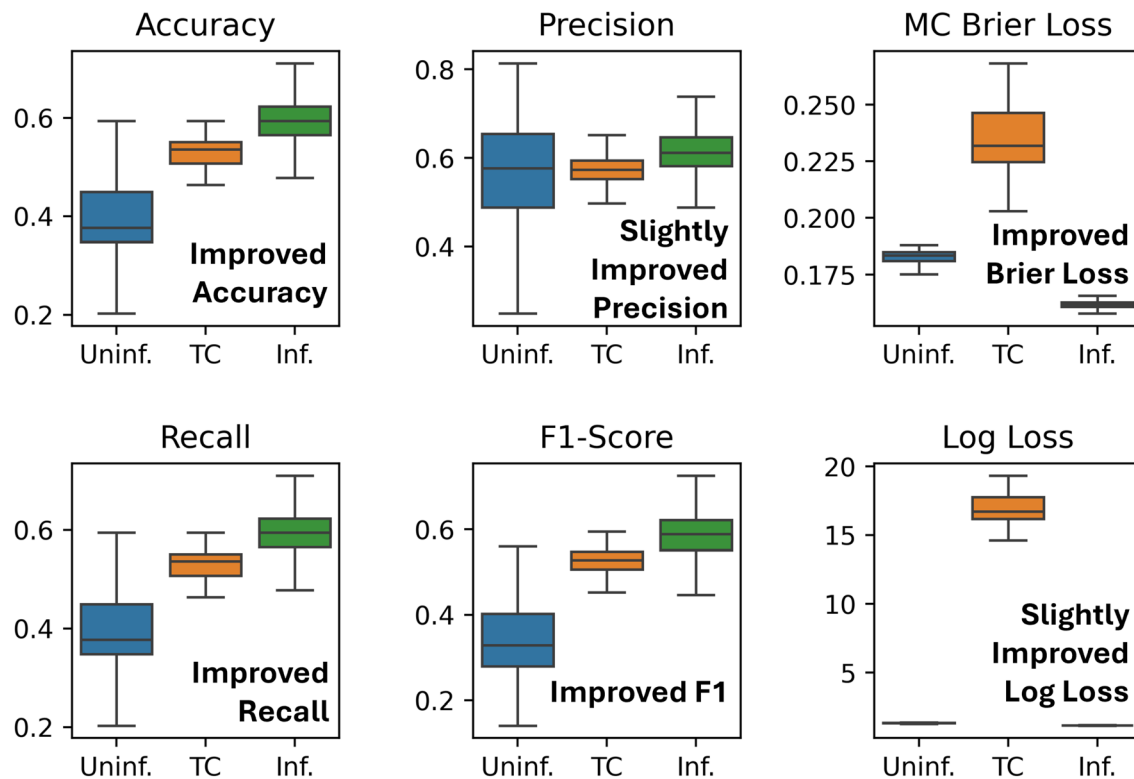 Accuracy
0.6
0.4
0.2
Improved
Accuracy
Uninf.
TC
Inf.
Precision
0.8
0.6
0.4
Slightly
Improved
Precision
Uninf.
TC
Inf.
MC Brier Loss
0.250
0.225
0.200
0.175
Improved
Brier Loss
Uninf.
TC
Inf.
Recall
0.6
0.4
0.2
Improved
Recall
Uninf.
TC
Inf.
F1-Score
0.6
0.4
0.2
Improved F1
Uninf.
TC
Inf.
Log Loss
20
15
10
5
Slightly
Improved
Log Loss
Uninf.
TC
Inf.